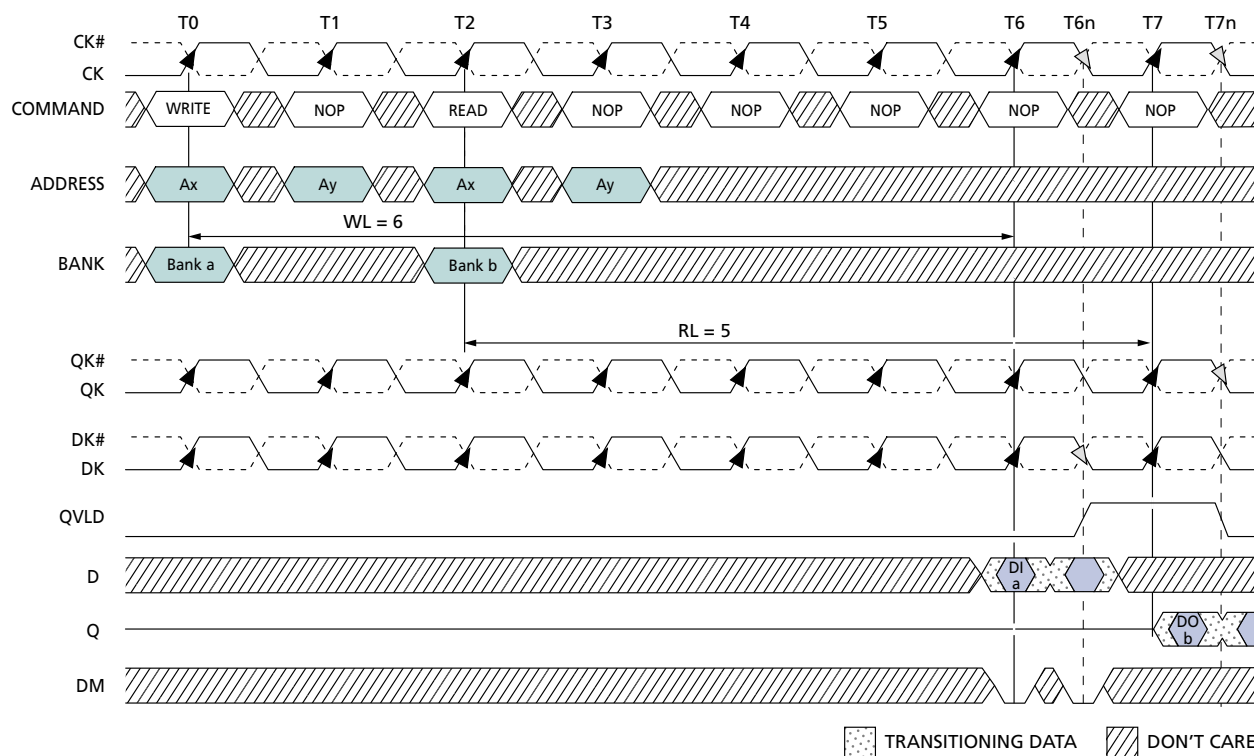 T0 T1 T2 T3 T4 T5 T6 T6n T7 T7n
CK#
CK
COMMAND WRITE NOP READ NOP NOP NOP NOP NOP
ADDRESS Ax Ay Ax Ay
WL = 6
BANK Bank a Bank b
RL = 5
QK#
QK
DK#
DK
QVLD
D DI a
Q DO b
DM
TRANSITIONING DATA DON'T CARE